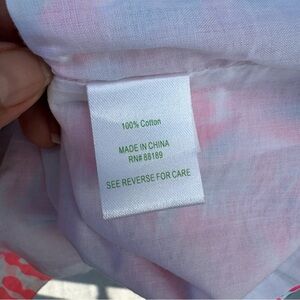 100% Cotton
MADE IN CHINA
RN# 88189
SEE REVERSE FOR CARE